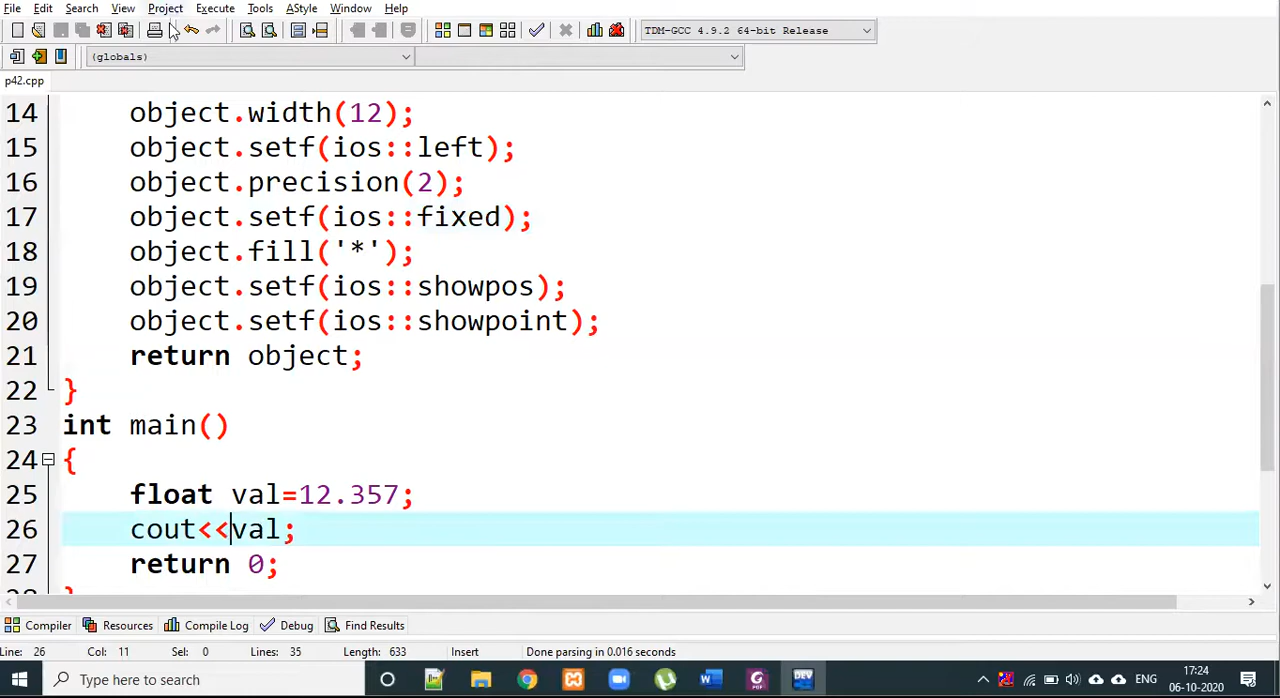 File Edit Search View Project Execute Tools AStyle Window Help
TDM-GCC 4.9.2 64-bit Release
(globals)
p42.cpp
14 object.width(12);
15 object.setf(ios::left);
16 object.precision(2);
17 object.setf(ios::fixed);
18 object.fill('*');
19 object.setf(ios::showpos);
20 object.setf(ios::showpoint);
21 return object;
22 }
23 int main()
24 {
25 float val=12.357;
26 cout<<val;
27 return 0;
Compiler Resources Compile Log Debug Find Results
Line: 26 Col: 11 Sel: 0 Lines: 35 Length: 633 Insert Done parsing in 0.016 seconds
Type here to search
DEV
W
ENG
17:24
06-10-2020